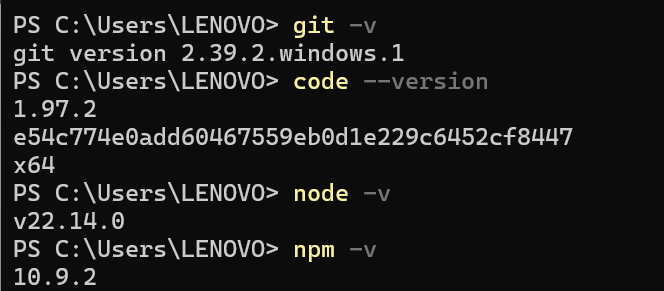 PS C:\Users\LENOVO> git -v
git version 2.39.2.windows.1
PS C:\Users\LENOVO> code --version
1.97.2
e54c774e0add60467559eb0d1e229c6452cf8447
x64
PS C:\Users\LENOVO> node -v
v22.14.0
PS C:\Users\LENOVO> npm -v
10.9.2